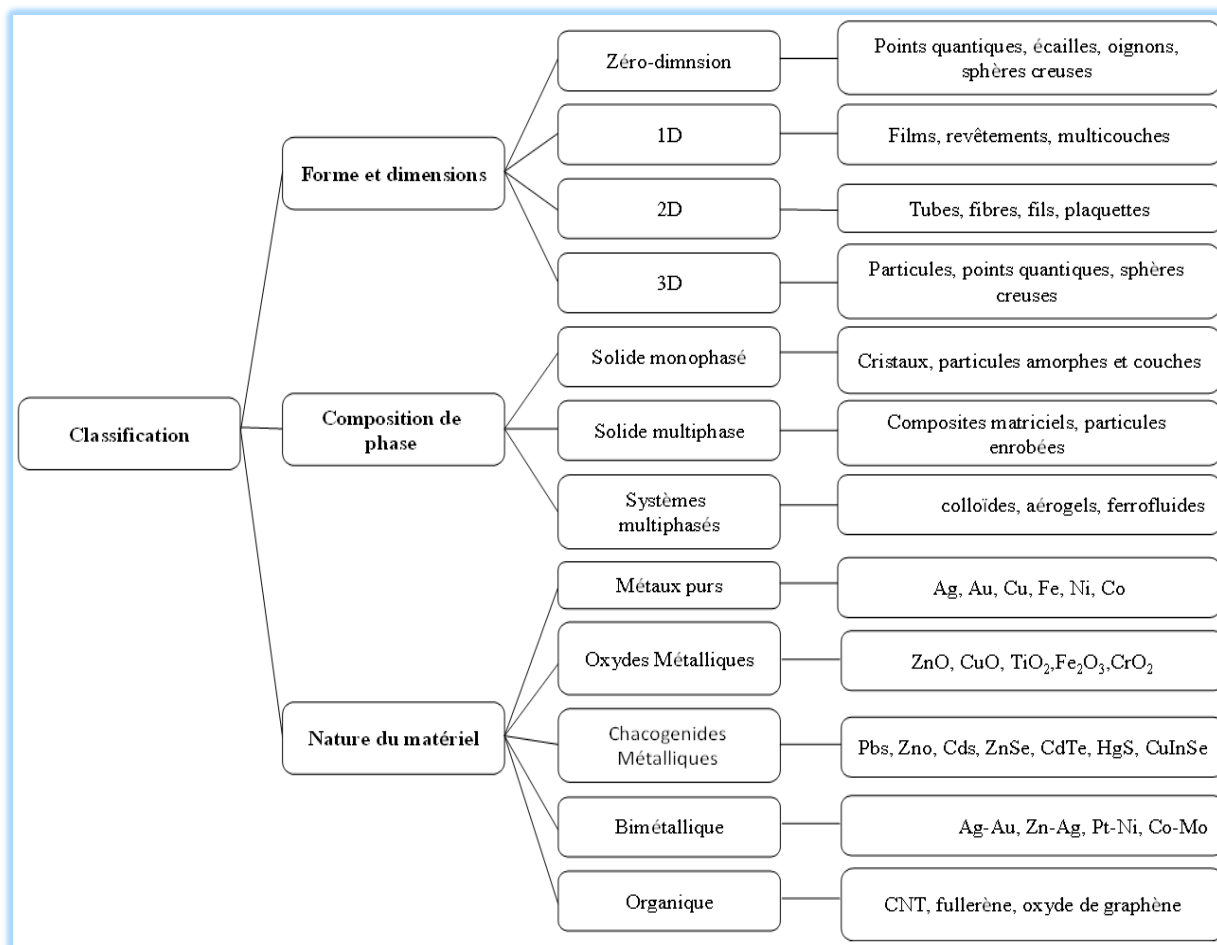 Classification
Forme et dimensions
Zéro-dimnsion
Points quantiques, écailles, oignons,
sphères creuses
1D
Films, revêtements, multicouches
2D
Tubes, fibres, fils, plaquettes
3D
Particules, points quantiques, sphères
creuses
Composition de
phase
Solide monophasé
Cristaux, particules amorphes et couches
Solide multiphase
Composites matriciels, particules
enrobées
Systèmes
multiphasés
colloïdes, aérogels, ferrofluides
Nature du matériel
Métaux purs
Ag, Au, Cu, Fe, Ni, Co
Oxydes Métalliques
ZnO, CuO, TiO₂,Fe₂O₃,CrO₂
Chacogenides
Métalliques
Pbs, Zno, Cds, ZnSe, CdTe, HgS, CuInSe
Bimétallique
Ag-Au, Zn-Ag, Pt-Ni, Co-Mo
Organique
CNT, fullerène, oxyde de graphène